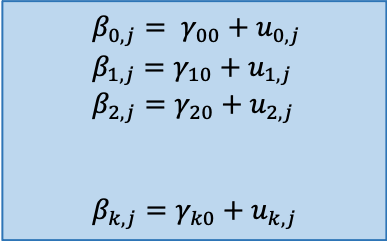 β₀,ⱼ = γ₀₀ + u₀,ⱼ
β₁,ⱼ = γ₁₀ + u₁,ⱼ
β₂,ⱼ = γ₂₀ + u₂,ⱼ
βₖ,ⱼ = γₖ₀ + uₖ,ⱼ